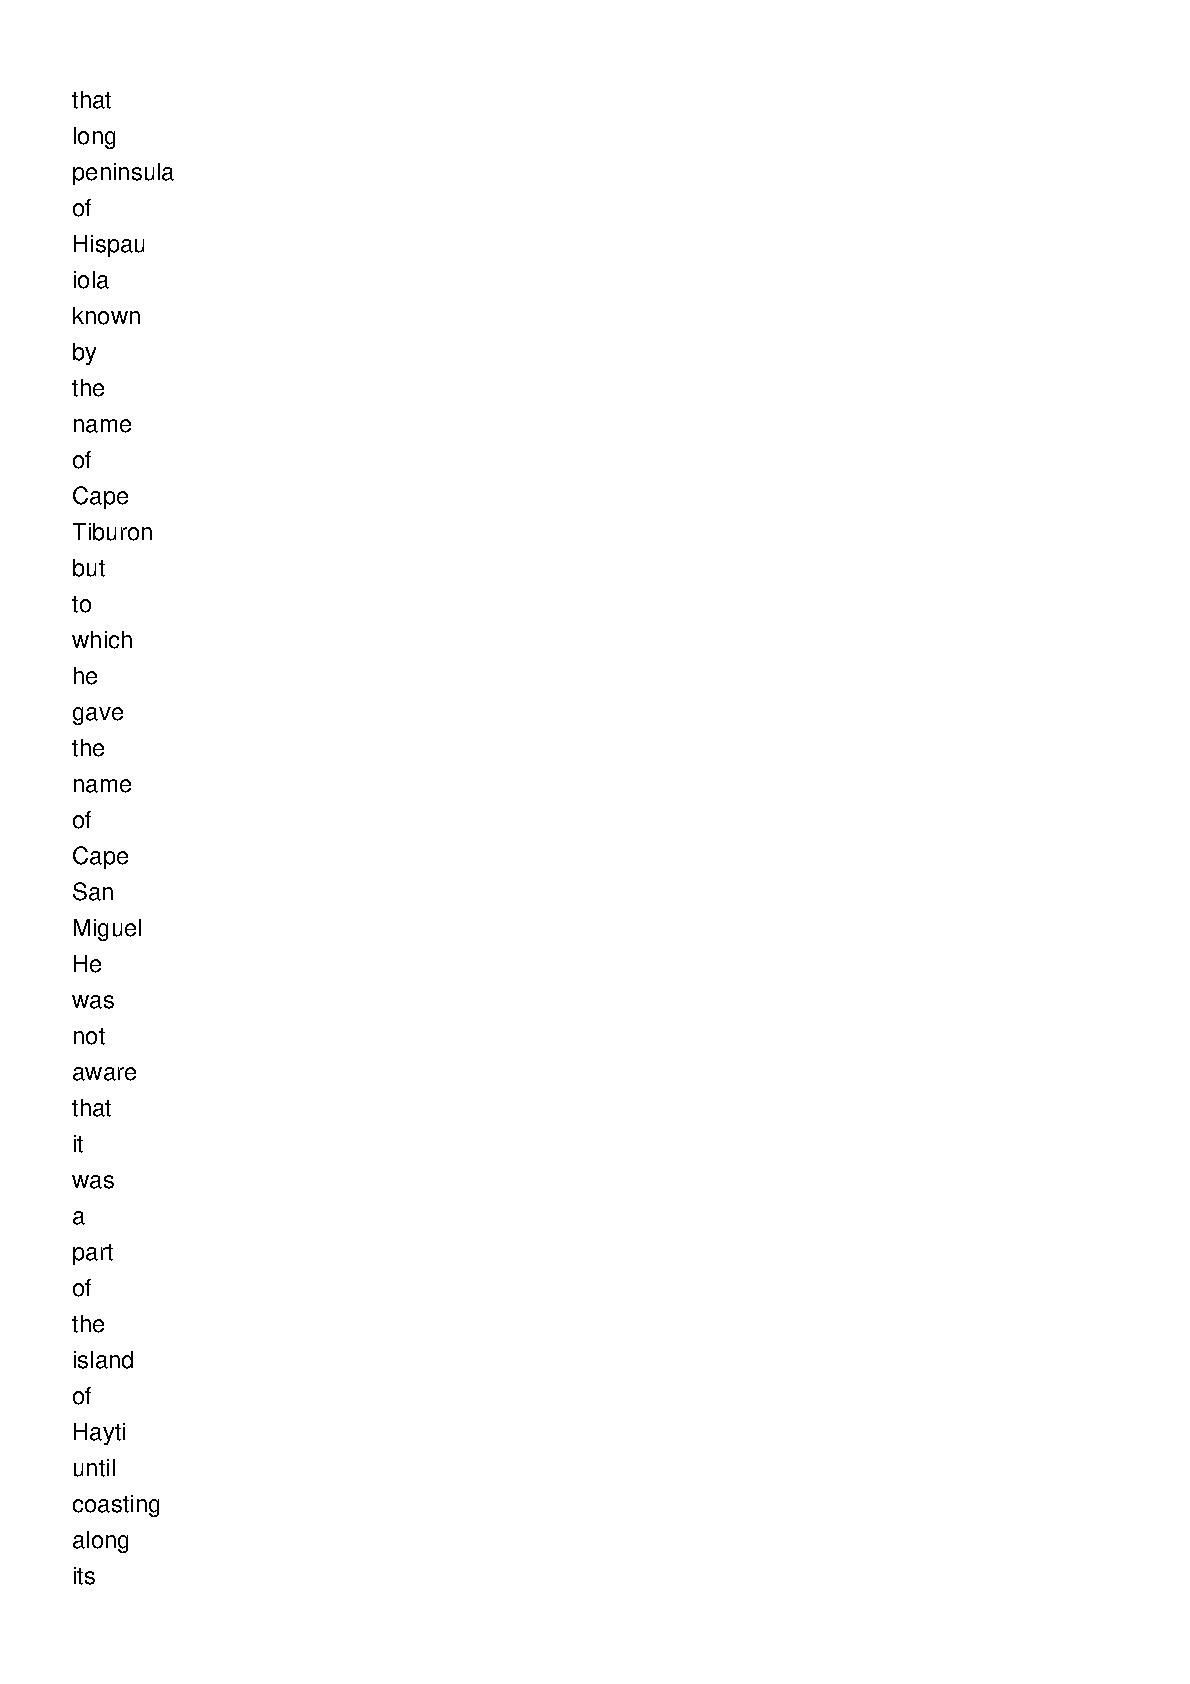 that
long
peninsula
of
Hispau
iola
known
by
the
name
of
Cape
Tiburon
but
to
which
he
gave
the
name
of
Cape
San
Miguel
He
was
not
aware
that
it
was
a
part
of
the
island
of
Hayti
until
coasting
along
its